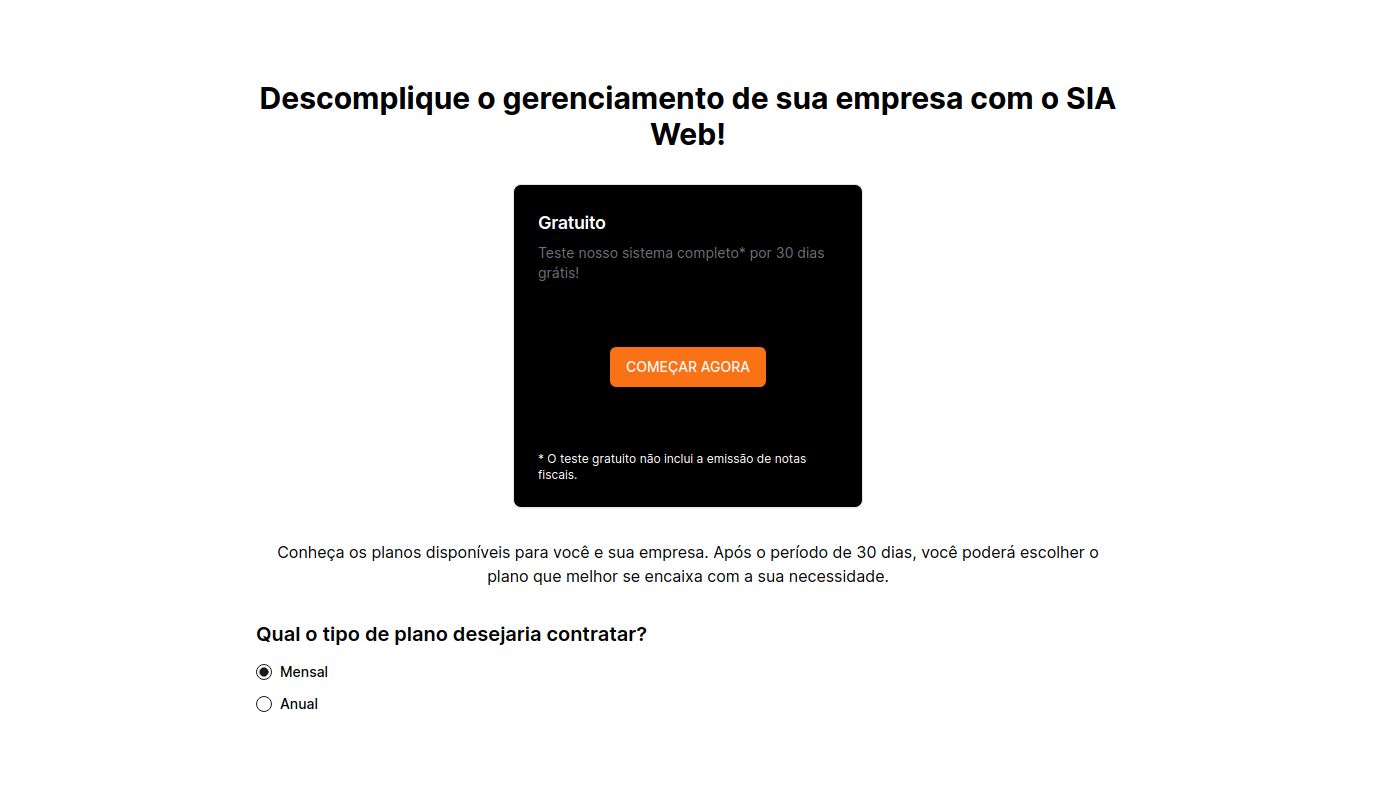 Descomplique o gerenciamento de sua empresa com o SIA
Web!
Gratuito
Teste nosso sistema completo* por 30 dias
grátis!
COMEÇAR AGORA
* O teste gratuito não inclui a emissão de notas
fiscais.
Conheça os planos disponíveis para você e sua empresa. Após o período de 30 dias, você poderá escolher o
plano que melhor se encaixa com a sua necessidade.
Qual o tipo de plano desejaria contratar?
Mensal
Anual